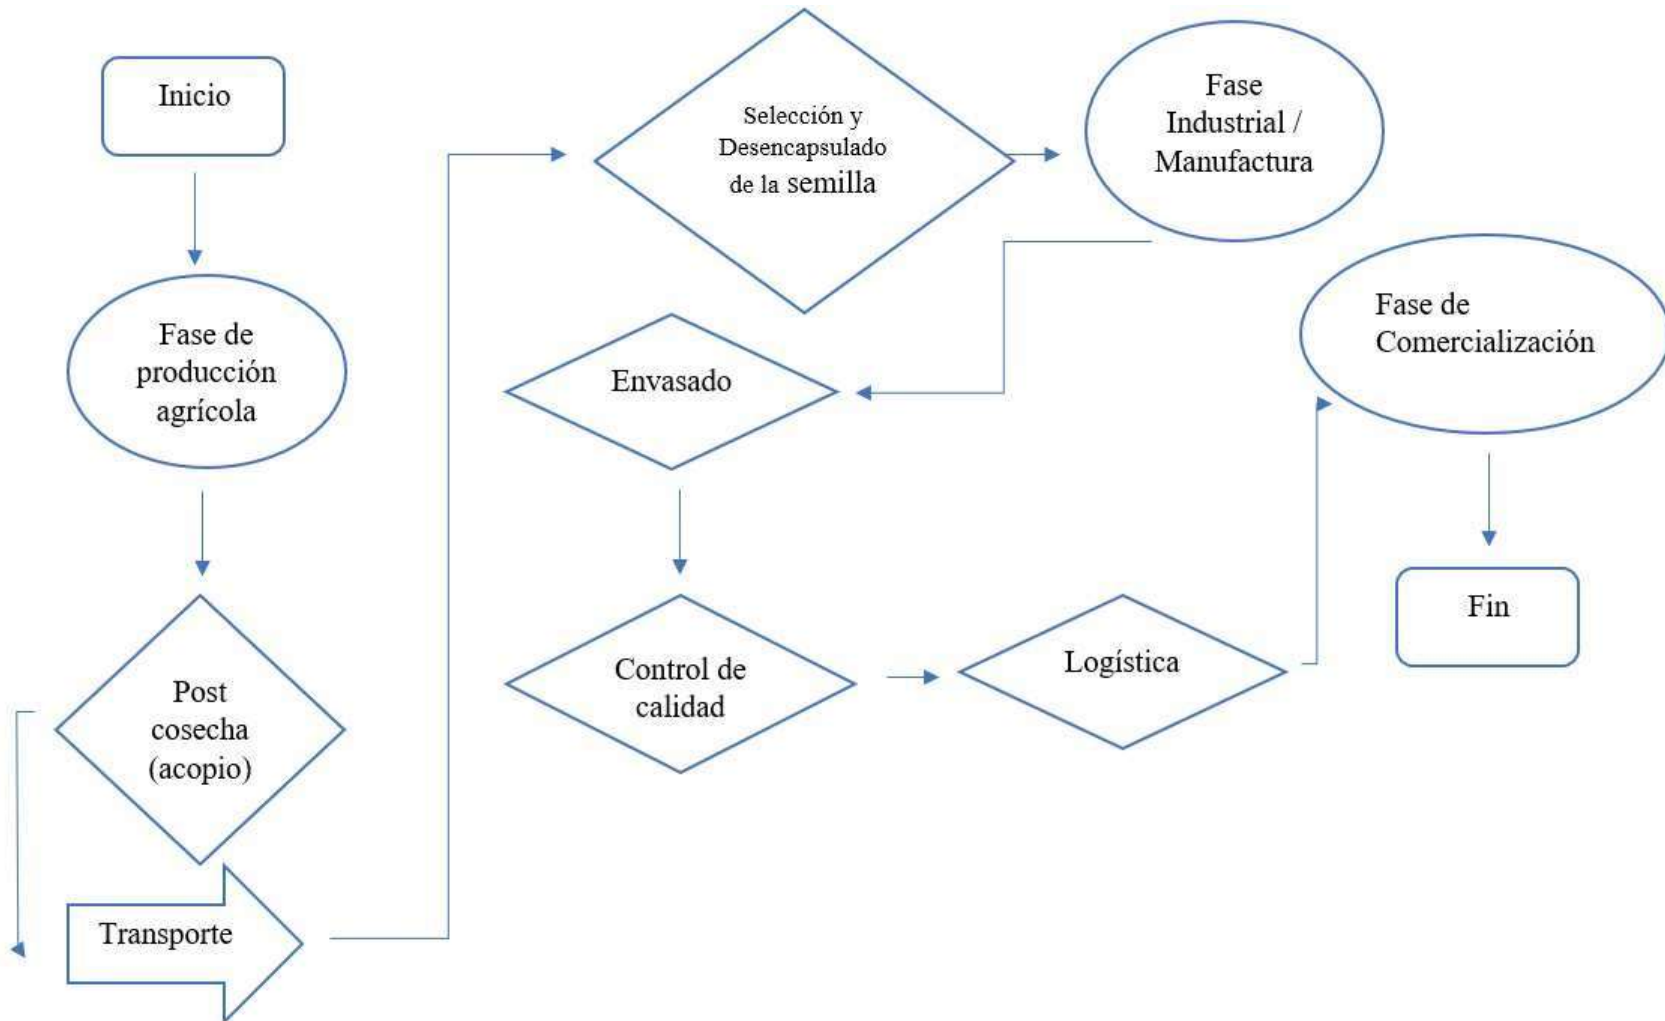 Inicio
Fase de
producción
agrícola
Post
cosecha
(acopio)
Transporte
Selección y
Desencapsulado
de la semilla
Fase
Industrial /
Manufactura
Envasado
Control de
calidad
Logística
Fase de
Comercialización
Fin